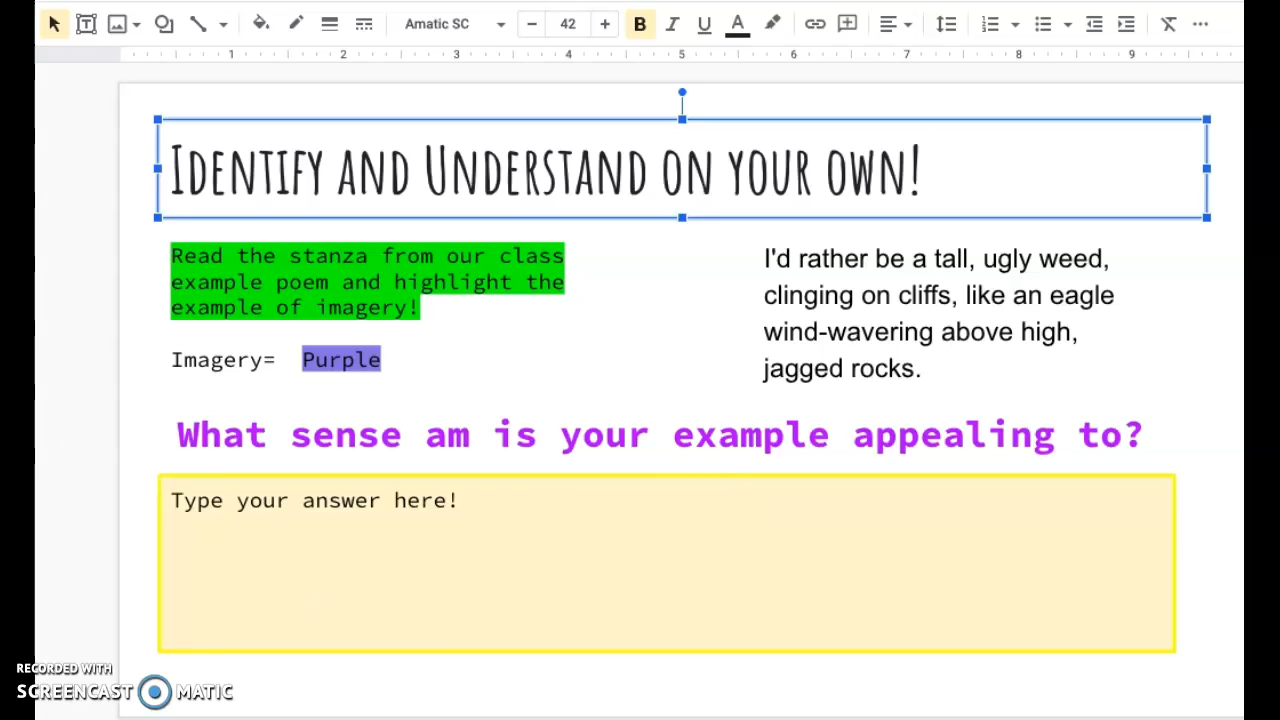 Amatic SC - 42 + B I U A
1 2 3 4 5 6 7 8 9
Identify and Understand on your own!
Read the stanza from our class
example poem and highlight the
example of imagery!
Imagery= Purple
I'd rather be a tall, ugly weed,
clinging on cliffs, like an eagle
wind-wavering above high,
jagged rocks.
What sense am is your example appealing to?
Type your answer here!
RECORDED WITH
SCREENCAST MATIC